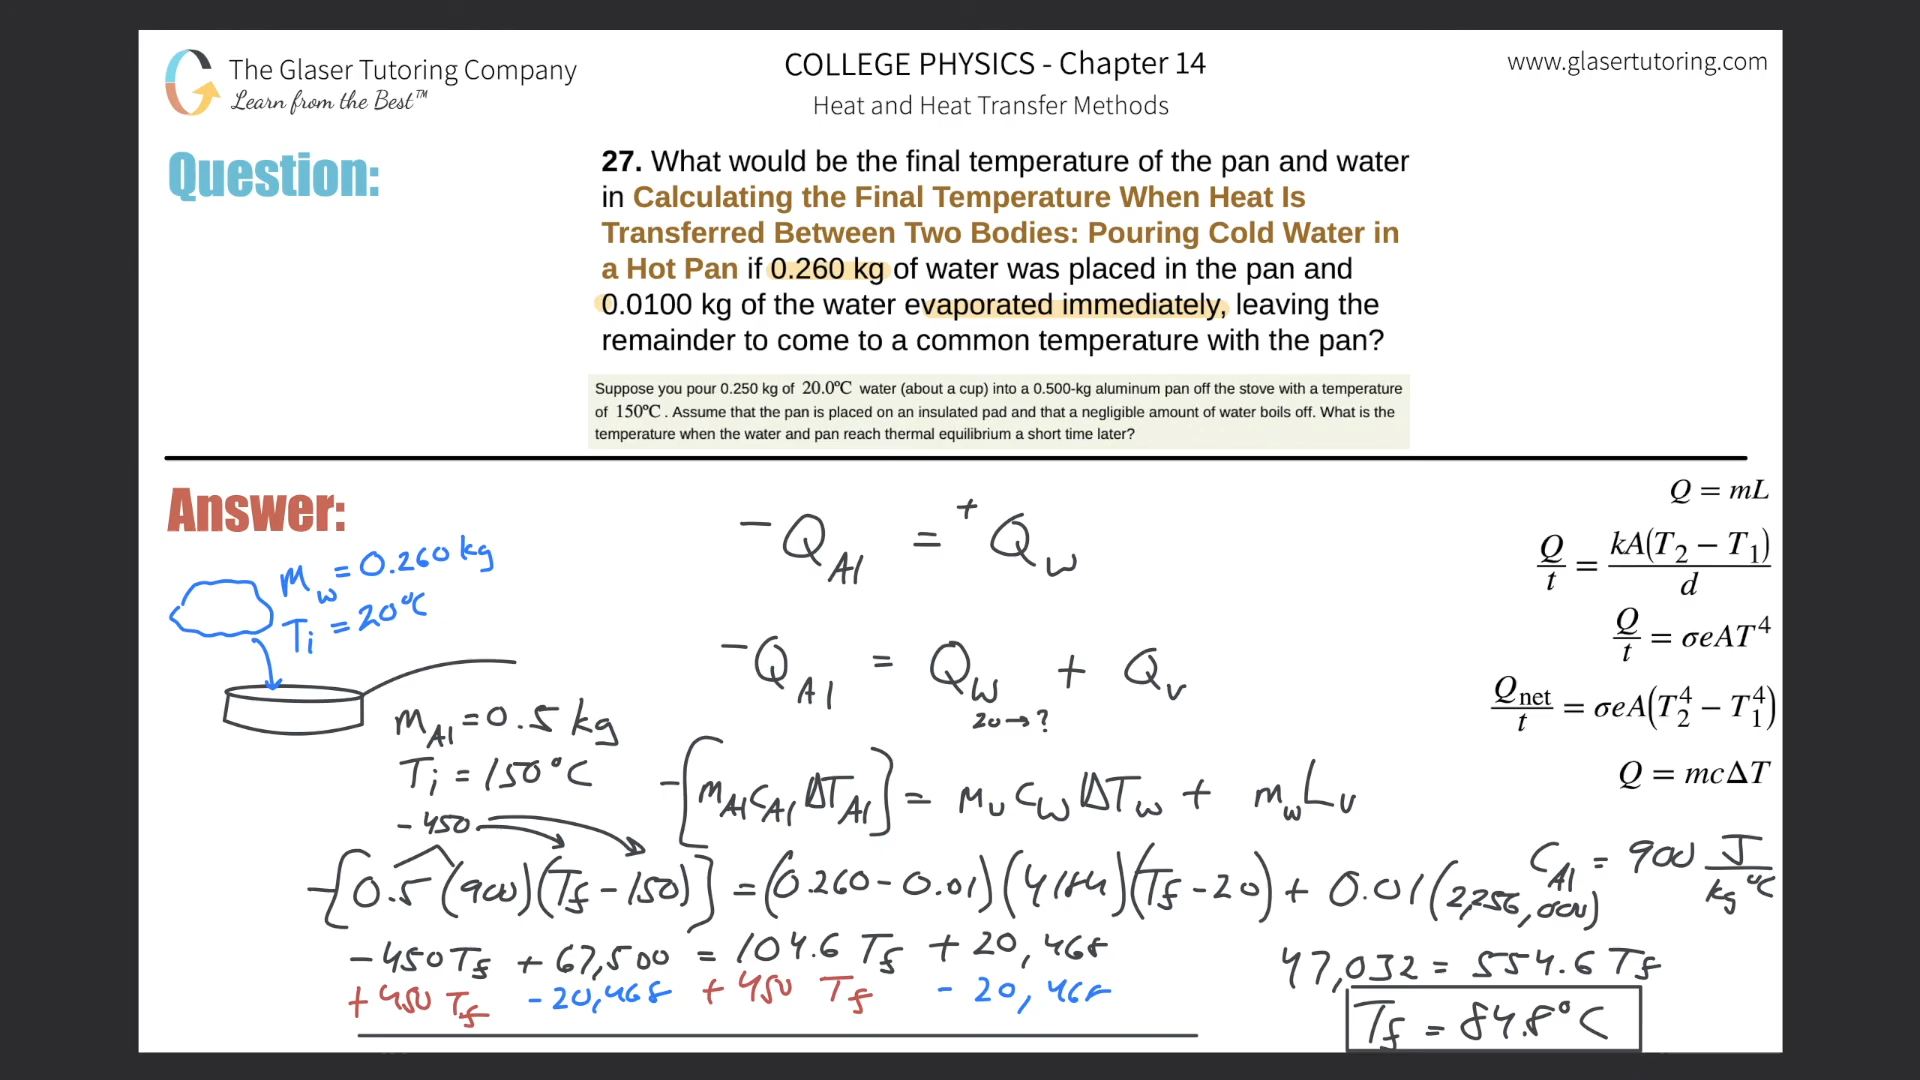 The Glaser Tutoring Company
Learn from the Best™
COLLEGE PHYSICS - Chapter 14
Heat and Heat Transfer Methods
www.glasertutoring.com
Question:
27. What would be the final temperature of the pan and water
in Calculating the Final Temperature When Heat Is
Transferred Between Two Bodies: Pouring Cold Water in
a Hot Pan if 0.260 kg of water was placed in the pan and
0.0100 kg of the water evaporated immediately, leaving the
remainder to come to a common temperature with the pan?
Suppose you pour 0.250 kg of 20.0ºC water (about a cup) into a 0.500-kg aluminum pan off the stove with a temperature
of 150ºC . Assume that the pan is placed on an insulated pad and that a negligible amount of water boils off. What is the
temperature when the water and pan reach thermal equilibrium a short time later?
Answer:
m_w = 0.260 kg
T_i = 20°C
m_Al = 0.5 kg
T_i = 150°C
-Q_Al = +Q_w
-Q_Al = Q_w + Q_v
20→?
-[m_Al c_Al ΔT_Al] = m_w c_w ΔT_w + m_w L_v
-450
-[0.5(900)(T_f - 150)] = (0.260 - 0.01)(4184)(T_f - 20) + 0.01(2,256,000)
-450T_f + 67,500 = 104.6 T_f + 20,468
+450 T_f - 20,468 + 450 T_f - 20,468
Q = mL
Q/t = kA(T₂ − T₁)/d
Q/t = σeAT⁴
Q_net/t = σeA(T₂⁴ − T₁⁴)
Q = mcΔT
C_Al = 900 J/kg°C
47,032 = 554.6 T_f
T_f = 84.8°C